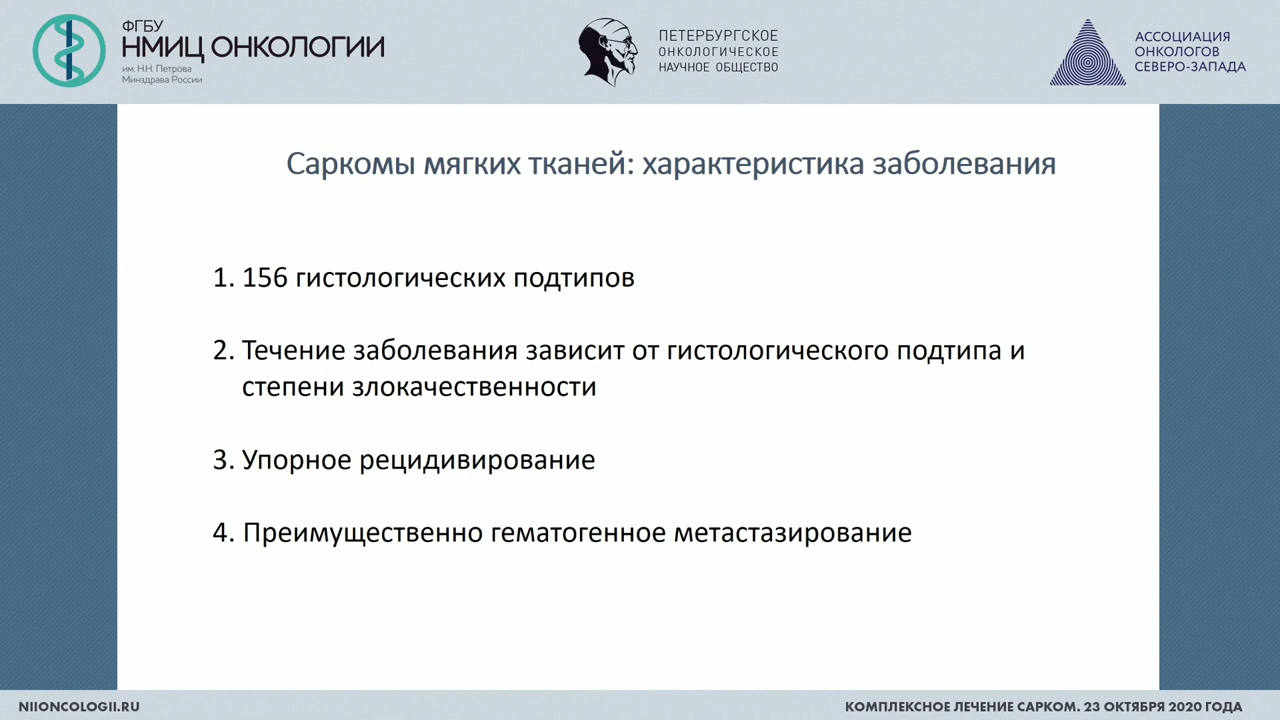 ФГБУ
НМИЦ ОНКОЛОГИИ
им. Н.Н. Петрова
Минздрава России
ПЕТЕРБУРГСКОЕ
ОНКОЛОГИЧЕСКОЕ
НАУЧНОЕ ОБЩЕСТВО
АССОЦИАЦИЯ
ОНКОЛОГОВ
СЕВЕРО-ЗАПАДА
Саркомы мягких тканей: характеристика заболевания
1. 156 гистологических подтипов
2. Течение заболевания зависит от гистологического подтипа и
степени злокачественности
3. Упорное рецидивирование
4. Преимущественно гематогенное метастазирование
NIIONCOLOGII.RU
КОМПЛЕКСНОЕ ЛЕЧЕНИЕ САРКОМ. 23 ОКТЯБРЯ 2020 ГОДА